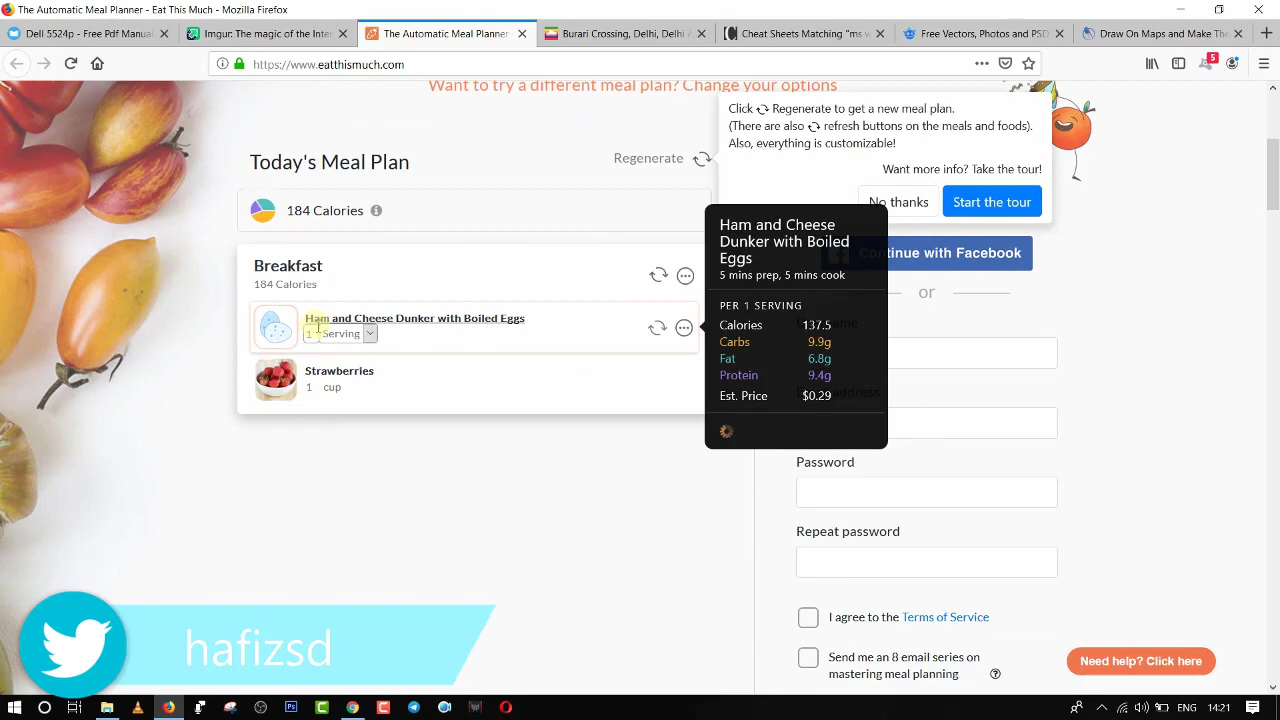 The Automatic Meal Planner - Eat This Much - Mozilla Firefox
Dell 5524p - Free Pdf Manual
Imgur: The magic of the Inter
The Automatic Meal Planner
Burari Crossing, Delhi, Delhi
Cheat Sheets Matching "ms w
Free Vectors, Photos and PSD
Draw On Maps and Make The
https://www.eatthismuch.com
5
Want to try a different meal plan? Change your options
Click Regenerate to get a new meal plan.
(There are also refresh buttons on the meals and foods).
Also, everything is customizable!
Want more info? Take the tour!
No thanks
Start the tour
Today's Meal Plan
Regenerate
184 Calories
Breakfast
184 Calories
Ham and Cheese Dunker with Boiled Eggs
1 Serving
Strawberries
1 cup
Ham and Cheese
Dunker with Boiled
Eggs
5 mins prep, 5 mins cook
PER 1 SERVING
Calories 137.5
Carbs 9.9g
Fat 6.8g
Protein 9.4g
Est. Price $0.29
Continue with Facebook
or
Password
Repeat password
I agree to the Terms of Service
Send me an 8 email series on
mastering meal planning
Need help? Click here
hafizsd
ENG
14:21